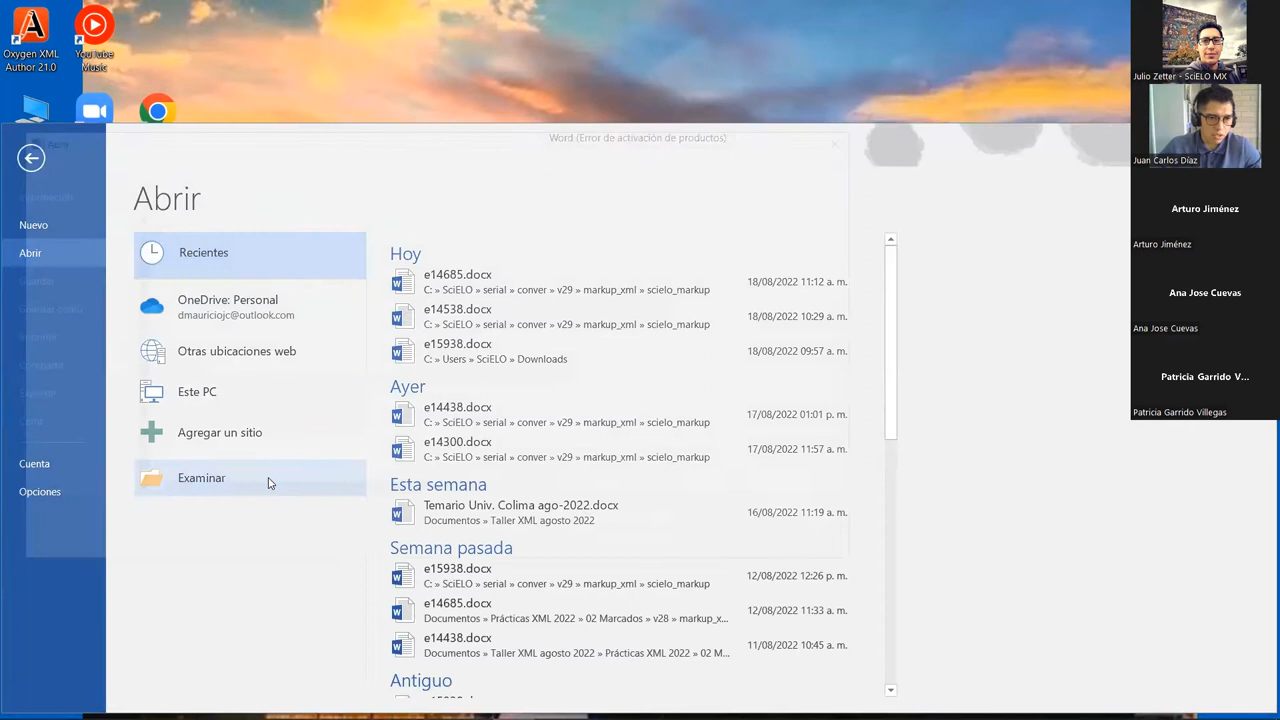 Oxygen XML
Author 21.0
YouTube
Music
Julio Zetter - SciELO MX
Juan Carlos Díaz
Arturo Jiménez
Arturo Jiménez
Ana Jose Cuevas
Ana Jose Cuevas
Patricia Garrido V...
Patricia Garrido Villegas
Word (Error de activación de productos)
Abrir
Información
Nuevo
Abrir
Guardar
Guardar como
Imprimir
Compartir
Exportar
Cerrar
Cuenta
Opciones
Abrir
Recientes
OneDrive: Personal
dmauriciojc@outlook.com
Otras ubicaciones web
Este PC
Agregar un sitio
Examinar
Hoy
e14685.docx
C: » SciELO » serial » conver » v29 » markup_xml » scielo_markup
18/08/2022 11:12 a. m.
e14538.docx
C: » SciELO » serial » conver » v29 » markup_xml » scielo_markup
18/08/2022 10:29 a. m.
e15938.docx
C: » Users » SciELO » Downloads
18/08/2022 09:57 a. m.
Ayer
e14438.docx
C: » SciELO » serial » conver » v29 » markup_xml » scielo_markup
17/08/2022 01:01 p. m.
e14300.docx
C: » SciELO » serial » conver » v29 » markup_xml » scielo_markup
17/08/2022 11:57 a. m.
Esta semana
Temario Univ. Colima ago-2022.docx
Documentos » Taller XML agosto 2022
16/08/2022 11:19 a. m.
Semana pasada
e15938.docx
C: » SciELO » serial » conver » v29 » markup_xml » scielo_markup
12/08/2022 12:26 p. m.
e14685.docx
Documentos » Prácticas XML 2022 » 02 Marcados » v28 » markup_x...
12/08/2022 11:33 a. m.
e14438.docx
Documentos » Taller XML agosto 2022 » Prácticas XML 2022 » 02 M...
11/08/2022 10:45 a. m.
Antiguo